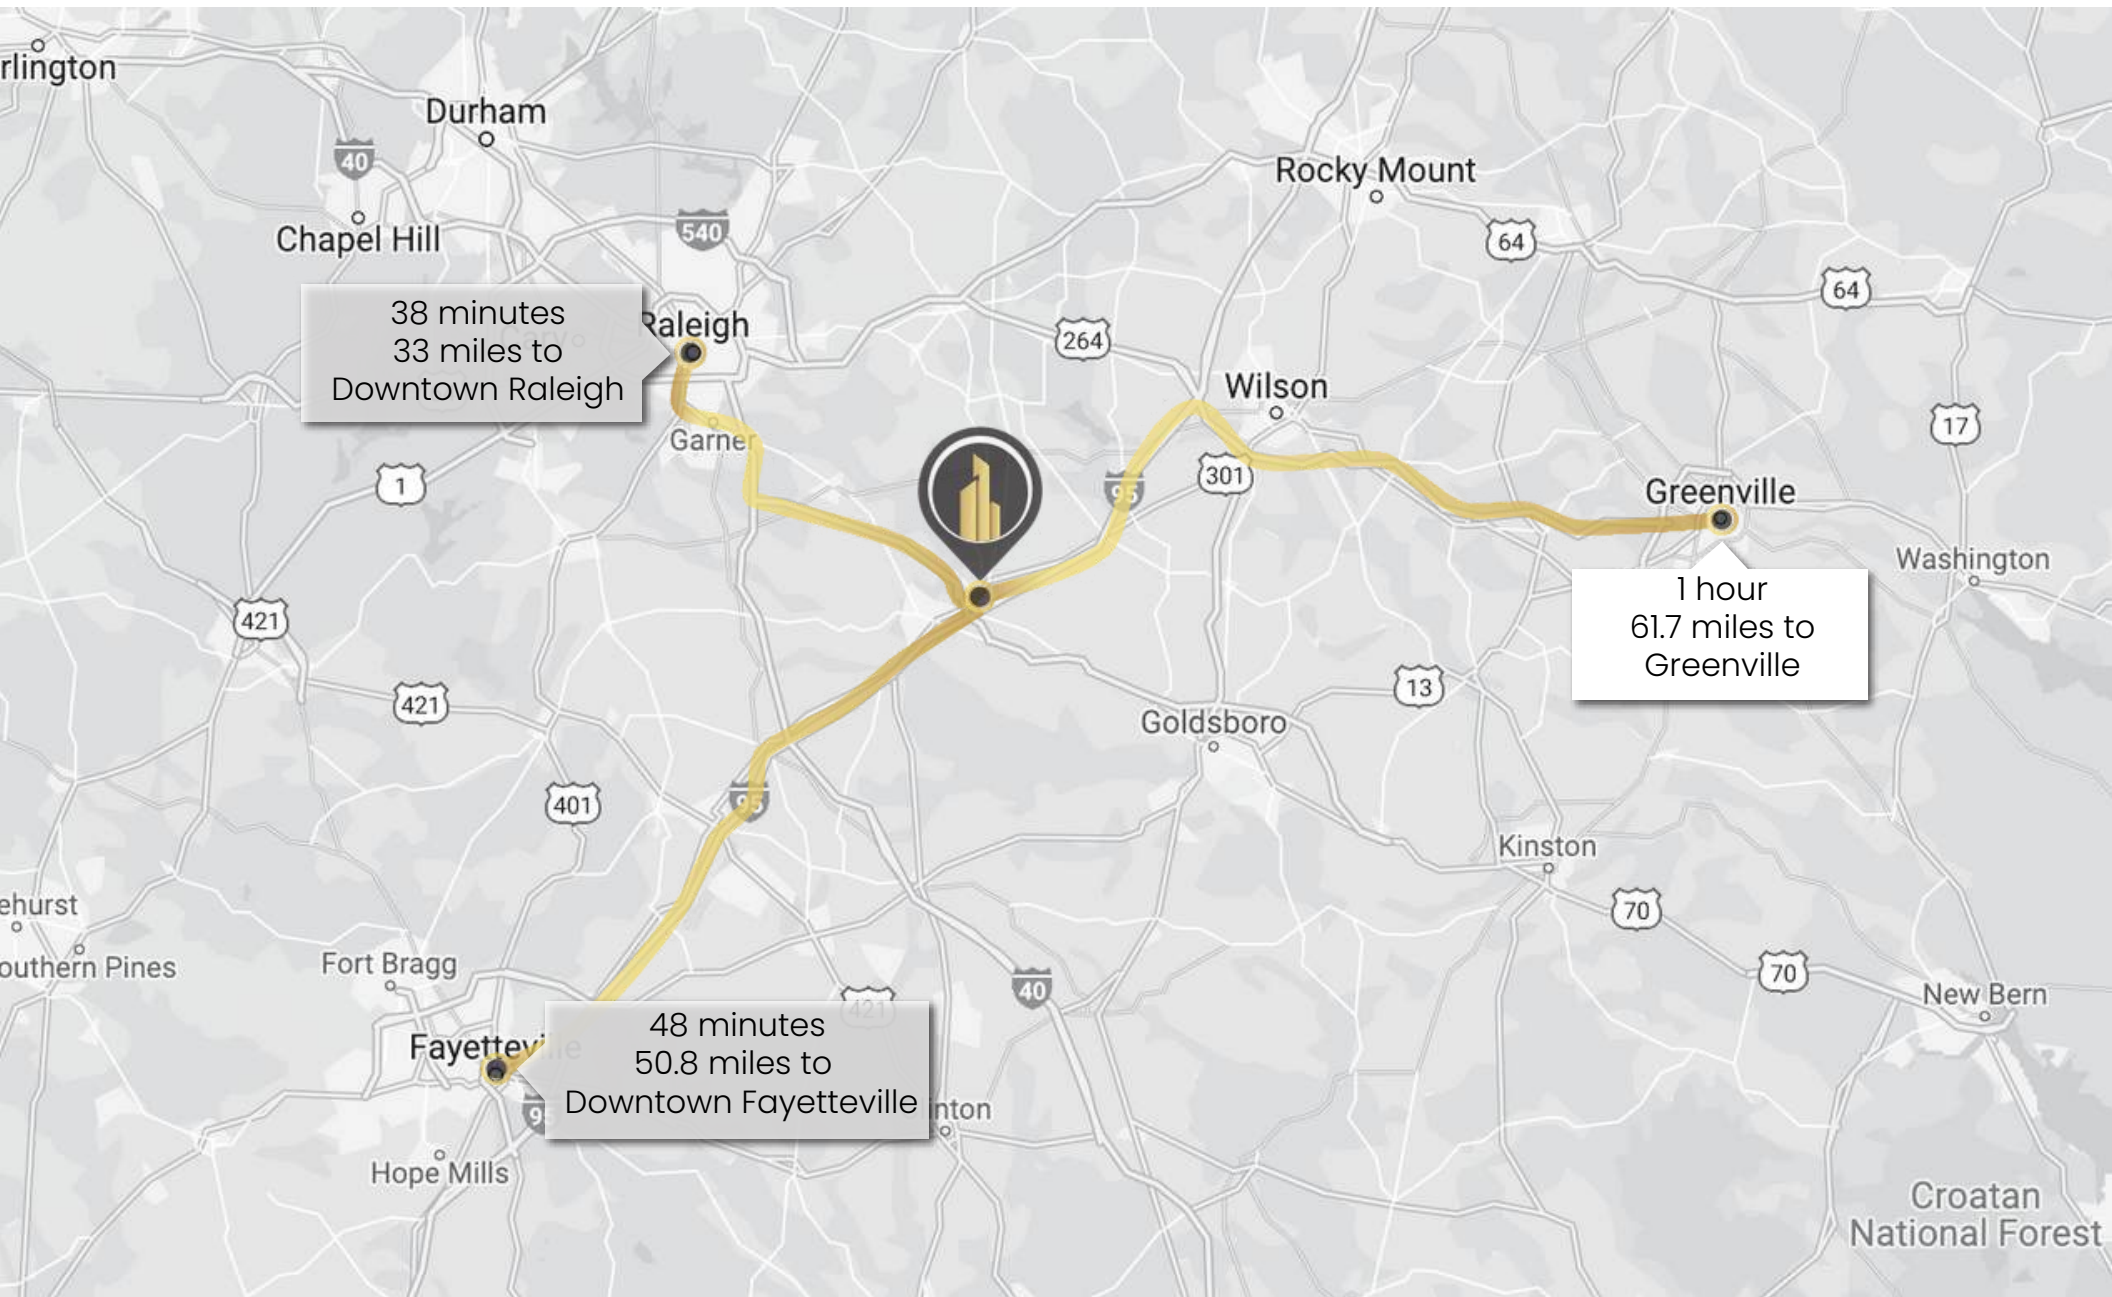 rlington
Durham
40
Rocky Mount
Chapel Hill
540
64
64
38 minutes
33 miles to
Downtown Raleigh
Raleigh
264
Wilson
17
Garner
301
95
1
Greenville
Washington
1 hour
61.7 miles to
Greenville
421
421
13
Goldsboro
401
95
Kinston
70
ehurst
outhern Pines
Fort Bragg
70
40
New Bern
421
48 minutes
50.8 miles to
Downtown Fayetteville
Fayetteville
95
nton
Hope Mills
Croatan
National Forest